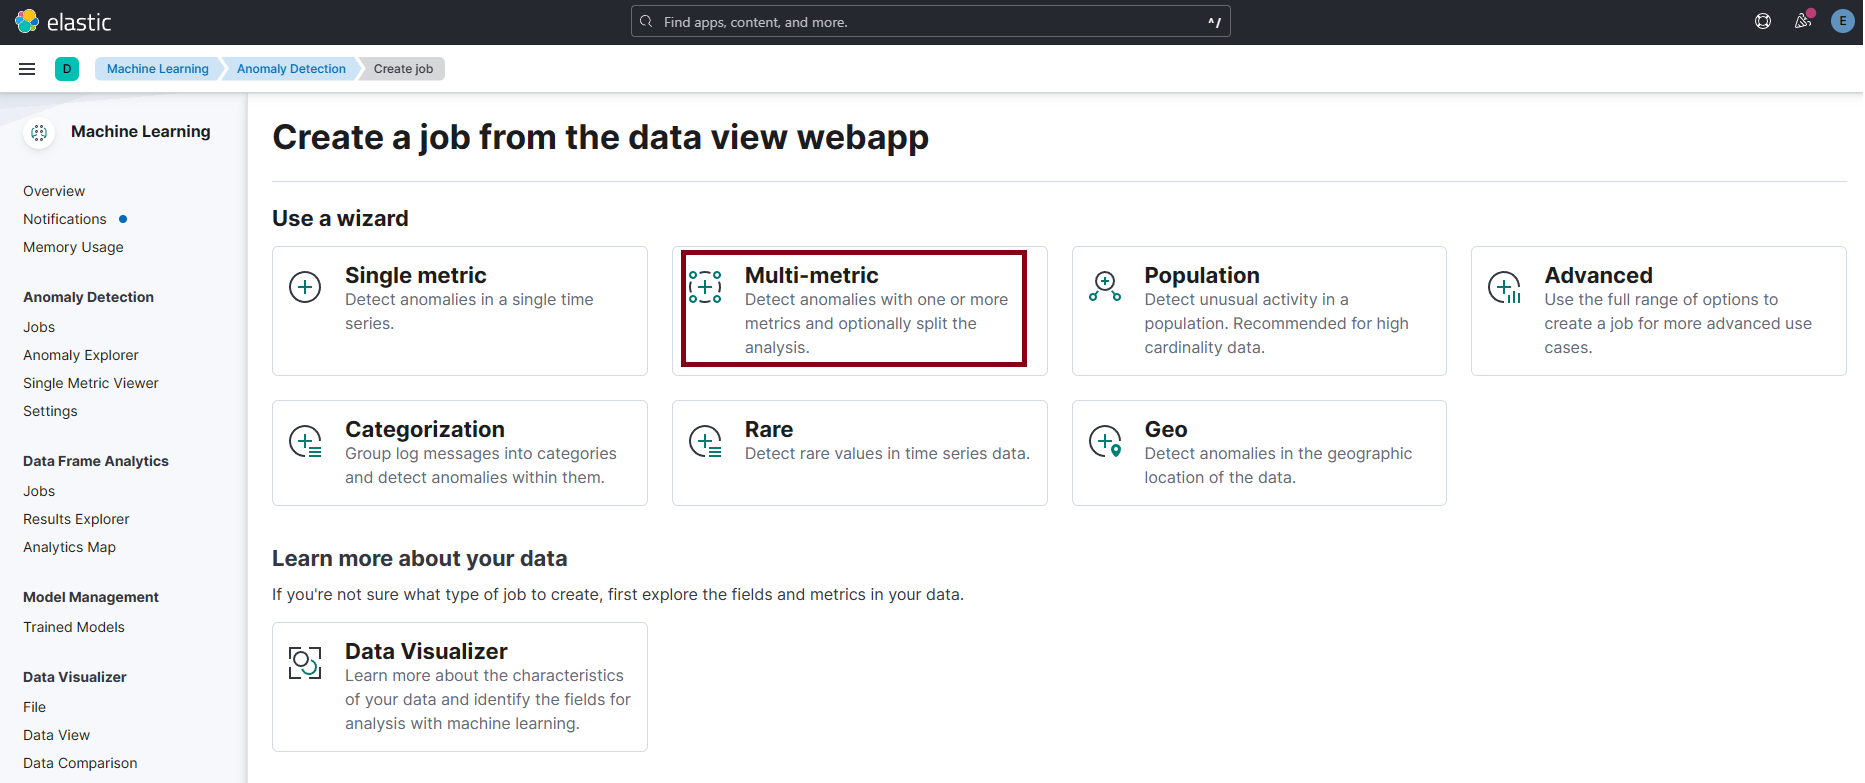 elastic
Find apps, content, and more.
^/
E
D
Machine Learning
Anomaly Detection
Create job
Machine Learning
Overview
Notifications
Memory Usage
Anomaly Detection
Jobs
Anomaly Explorer
Single Metric Viewer
Settings
Data Frame Analytics
Jobs
Results Explorer
Analytics Map
Model Management
Trained Models
Data Visualizer
File
Data View
Data Comparison
Create a job from the data view webapp
Use a wizard
Single metric
Detect anomalies in a single time
series.
Multi-metric
Detect anomalies with one or more
metrics and optionally split the
analysis.
Population
Detect unusual activity in a
population. Recommended for high
cardinality data.
Advanced
Use the full range of options to
create a job for more advanced use
cases.
Categorization
Group log messages into categories
and detect anomalies within them.
Rare
Detect rare values in time series data.
Geo
Detect anomalies in the geographic
location of the data.
Learn more about your data
If you're not sure what type of job to create, first explore the fields and metrics in your data.
Data Visualizer
Learn more about the characteristics
of your data and identify the fields for
analysis with machine learning.